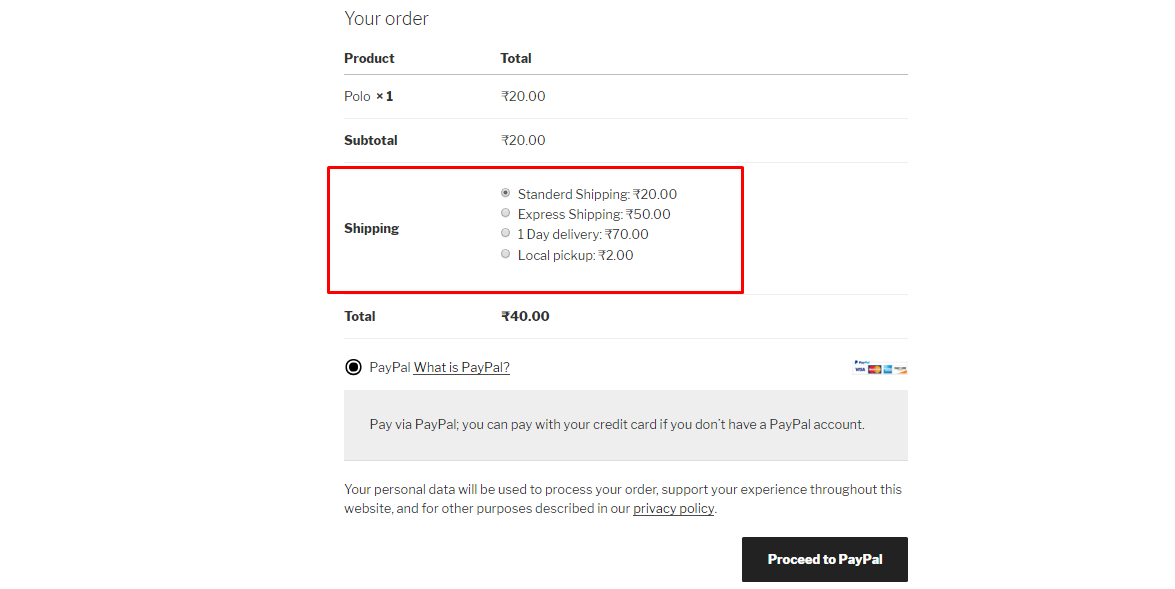 Your order
Product Total
Polo × 1 ₹20.00
Subtotal ₹20.00
Standerd Shipping: ₹20.00
Express Shipping: ₹50.00
Shipping
1 Day delivery: ₹70.00
Local pickup: ₹2.00
Total ₹40.00
PayPal What is PayPal? PayPal VISA
Pay via PayPal; you can pay with your credit card if you don't have a PayPal account.
Your personal data will be used to process your order, support your experience throughout this
website, and for other purposes described in our privacy policy.
Proceed to PayPal